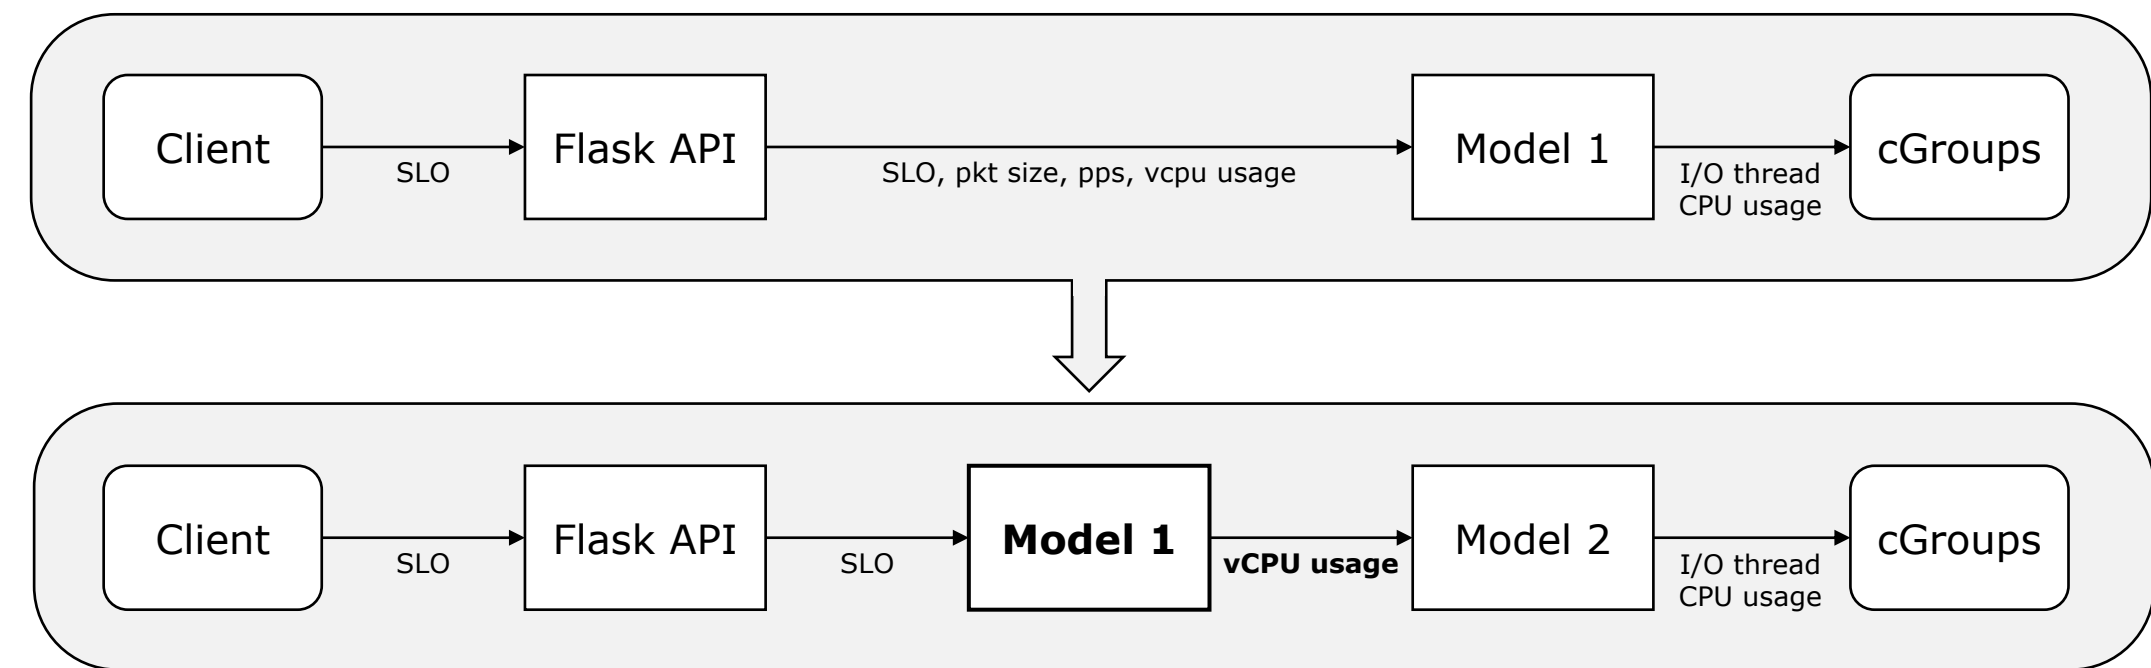 Client
SLO
Flask API
SLO, pkt size, pps, vcpu usage
Model 1
I/O thread
CPU usage
cGroups
Client
SLO
Flask API
SLO
Model 1
vCPU usage
Model 2
I/O thread
CPU usage
cGroups